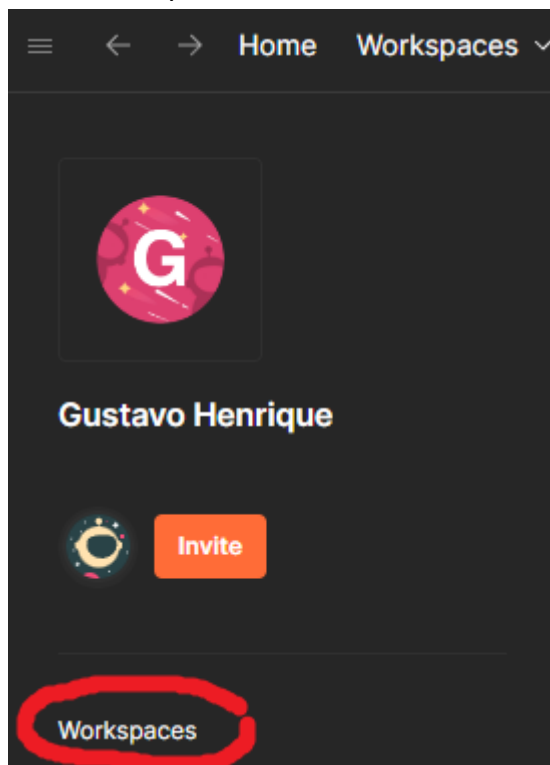 Home Workspaces
G
Gustavo Henrique
Invite
Workspaces